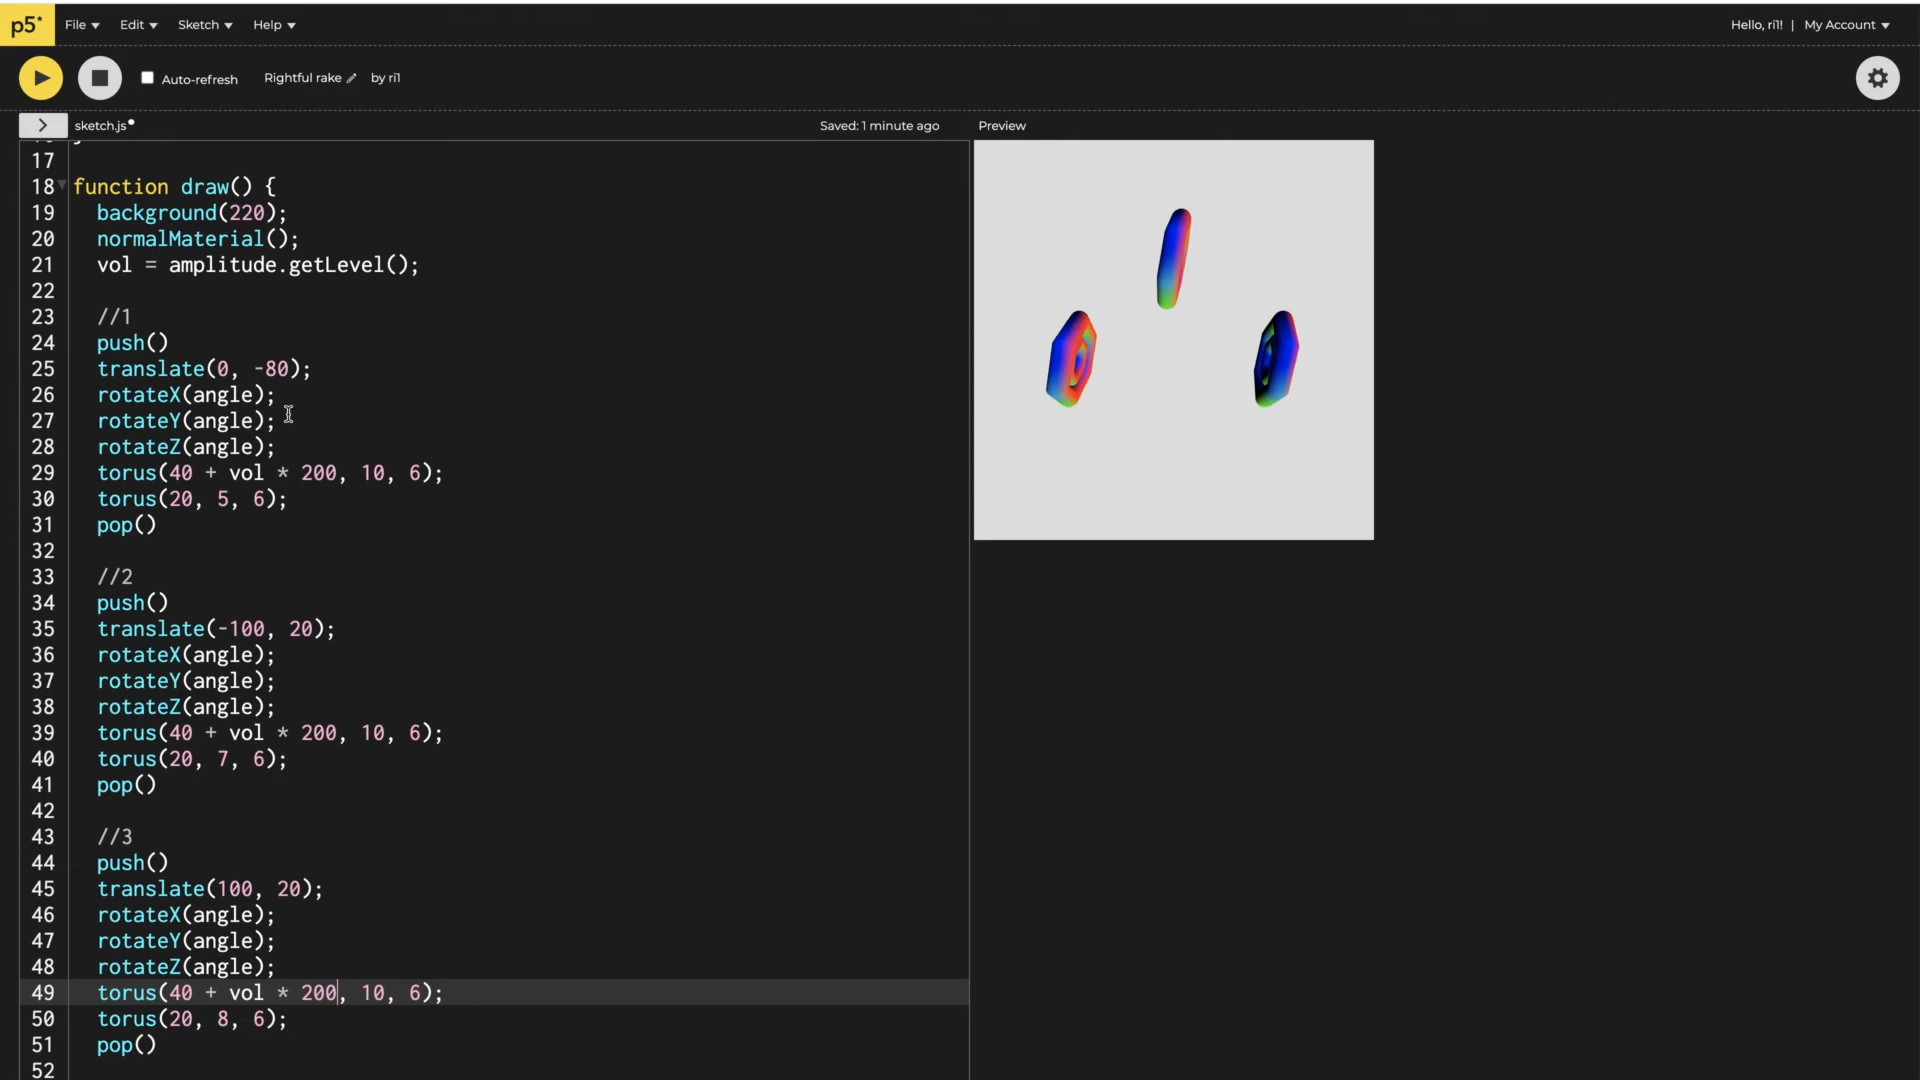 p5* File Edit Sketch Help Hello, ri1! | My Account
Auto-refresh Rightful rake by ri1
> sketch.js Saved: 1 minute ago Preview
17
18 function draw() {
19 background(220);
20 normalMaterial();
21 vol = amplitude.getLevel();
22
23 //1
24 push()
25 translate(0, -80);
26 rotateX(angle);
27 rotateY(angle);
28 rotateZ(angle);
29 torus(40 + vol * 200, 10, 6);
30 torus(20, 5, 6);
31 pop()
32
33 //2
34 push()
35 translate(-100, 20);
36 rotateX(angle);
37 rotateY(angle);
38 rotateZ(angle);
39 torus(40 + vol * 200, 10, 6);
40 torus(20, 7, 6);
41 pop()
42
43 //3
44 push()
45 translate(100, 20);
46 rotateX(angle);
47 rotateY(angle);
48 rotateZ(angle);
49 torus(40 + vol * 200, 10, 6);
50 torus(20, 8, 6);
51 pop()
52